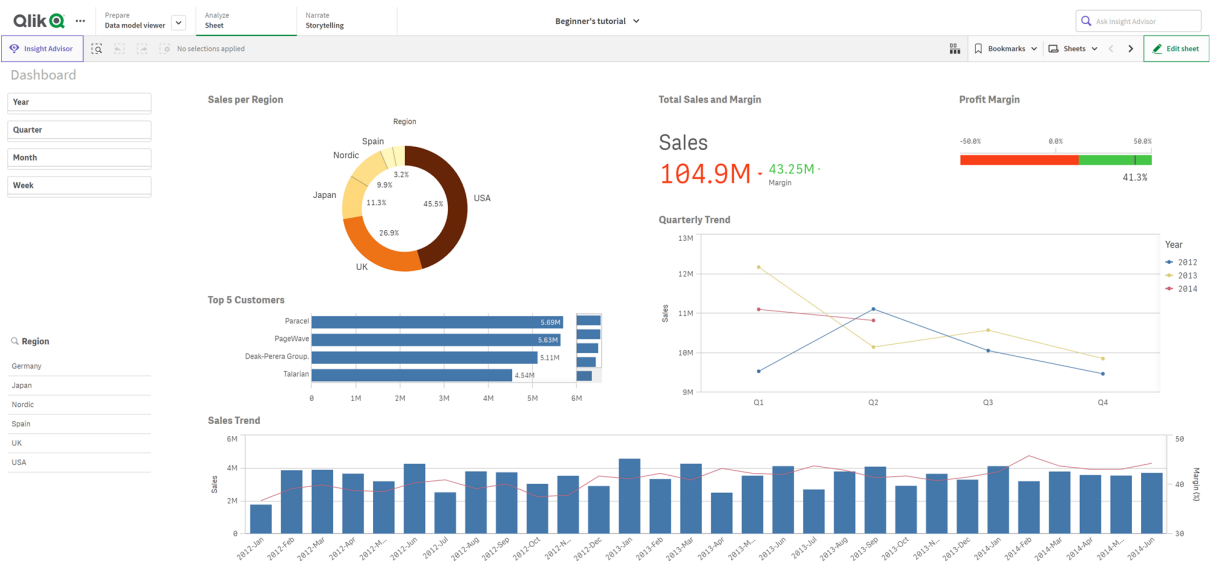 Qlik
Prepare
Data model viewer
Analyze
Sheet
Narrate
Storytelling
Beginner's tutorial
Ask Insight Advisor
Insight Advisor
No selections applied
Bookmarks
Sheets
Edit sheet
Dashboard
Year
Quarter
Month
Week
Region
Germany
Japan
Nordic
Spain
UK
USA
Sales per Region
Region
Spain
Nordic
Japan
UK
USA
3.2%
9.9%
11.3%
45.5%
26.9%
Total Sales and Margin
Sales
104.9M
43.25M
Margin
Profit Margin
-50.0% 0.0% 50.0%
41.3%
Top 5 Customers
Paracel 5.69M
PageWave 5.63M
Deak-Perera Group. 5.11M
Talarian 4.54M
0 1M 2M 3M 4M 5M 6M
Quarterly Trend
13M
12M
11M
10M
9M
Sales
Q1 Q2 Q3 Q4
Year
2012
2013
2014
Sales Trend
6M
4M
2M
0
Sales
50
40
30
Margin (%)
2012-Jan 2012-Feb 2012-Mar 2012-Apr 2012-M... 2012-Jun 2012-Jul 2012-Aug 2012-Sep 2012-Oct 2012-N... 2012-Dec 2013-Jan 2013-Feb 2013-Mar 2013-Apr 2013-M... 2013-Jun 2013-Jul 2013-Aug 2013-Sep 2013-Oct 2013-N... 2013-Dec 2014-Jan 2014-Feb 2014-Mar 2014-Apr 2014-M... 2014-Jun